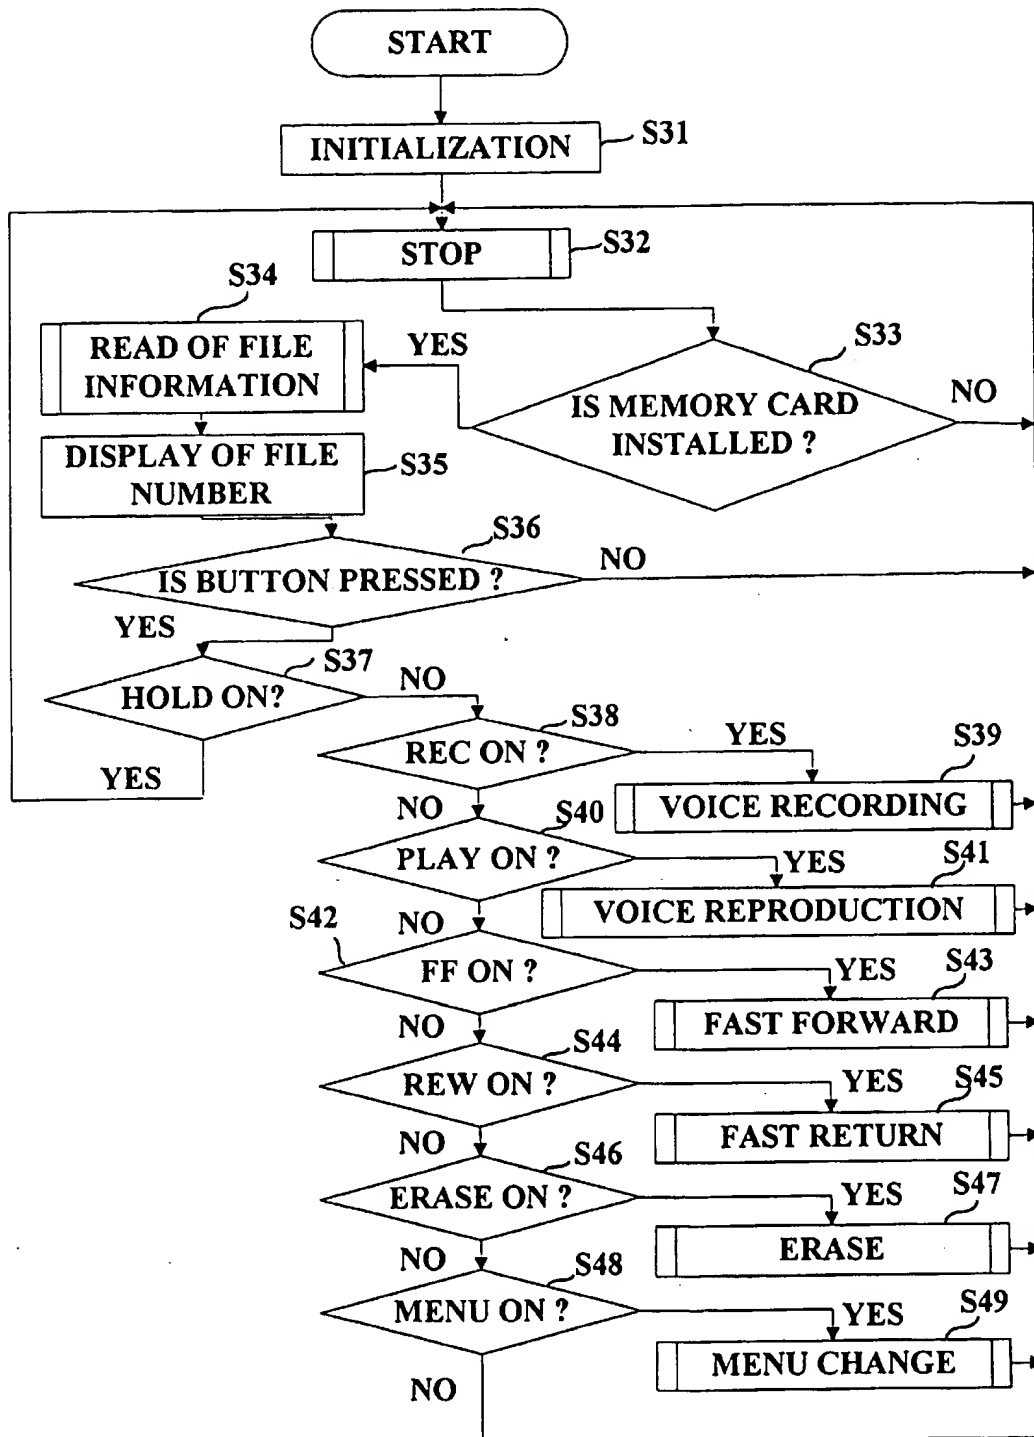 START
INITIALIZATION
S31
STOP
S32
S34
READ OF FILE
INFORMATION
YES
S33
IS MEMORY CARD
INSTALLED ?
NO
DISPLAY OF FILE
NUMBER
S35
S36
IS BUTTON PRESSED ?
NO
YES
S37
HOLD ON?
NO
YES
S38
REC ON ?
YES
S39
VOICE RECORDING
NO
S40
PLAY ON ?
YES
S41
VOICE REPRODUCTION
NO
S42
FF ON ?
YES
S43
FAST FORWARD
NO
S44
REW ON ?
YES
S45
FAST RETURN
NO
S46
ERASE ON ?
YES
S47
ERASE
NO
S48
MENU ON ?
YES
S49
MENU CHANGE
NO